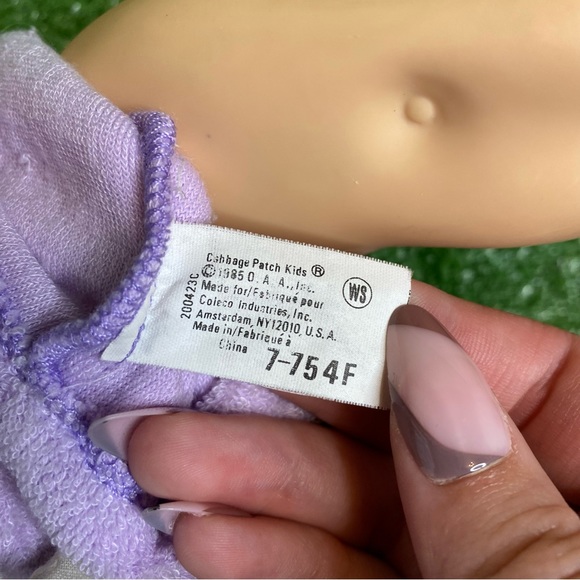 Cabbage Patch Kids ®
© 1985 O. A. A., Inc.
Made for/Fabriqué pour
Coleco Industries, Inc.
Amsterdam, NY12010, U.S.A.
Made in/Fabriqué à
China 7-754F
WS
200423C